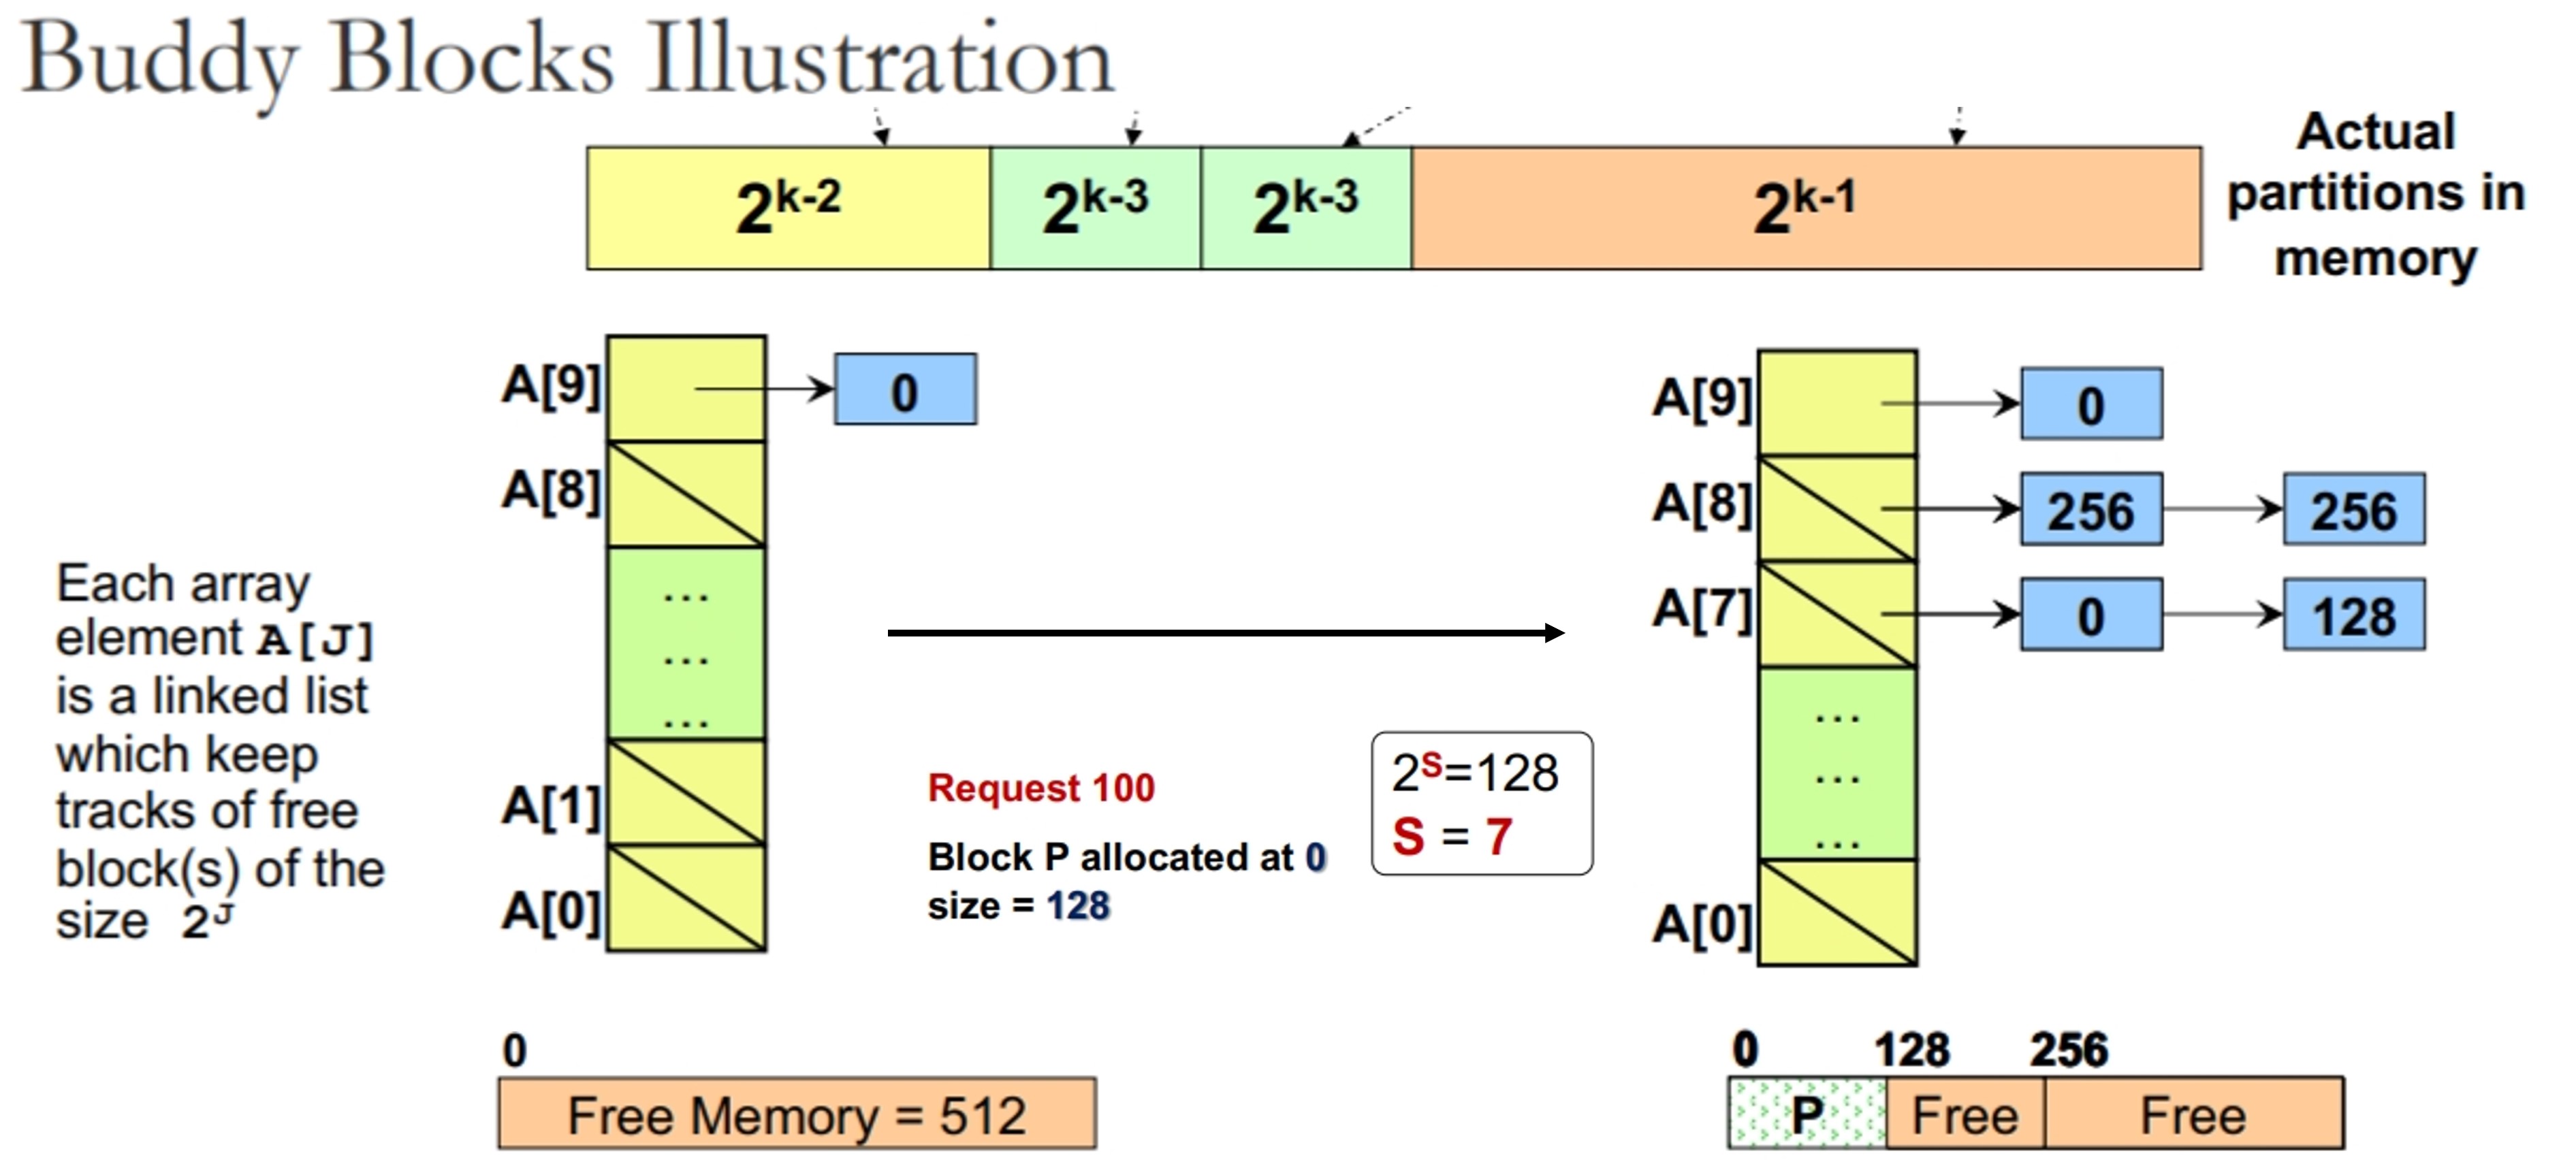 Buddy Blocks Illustration
2^k-2 2^k-3 2^k-3 2^k-1
Actual
partitions in
memory
Each array
element A[J]
is a linked list
which keep
tracks of free
block(s) of the
size 2^J
A[9] 0
A[8]
...
...
...
A[1]
A[0]
0
Free Memory = 512
Request 100
Block P allocated at 0
size = 128
2^S=128
S = 7
A[9] 0
A[8] 256 256
A[7] 0 128
...
...
...
A[0]
0 128 256
P Free Free